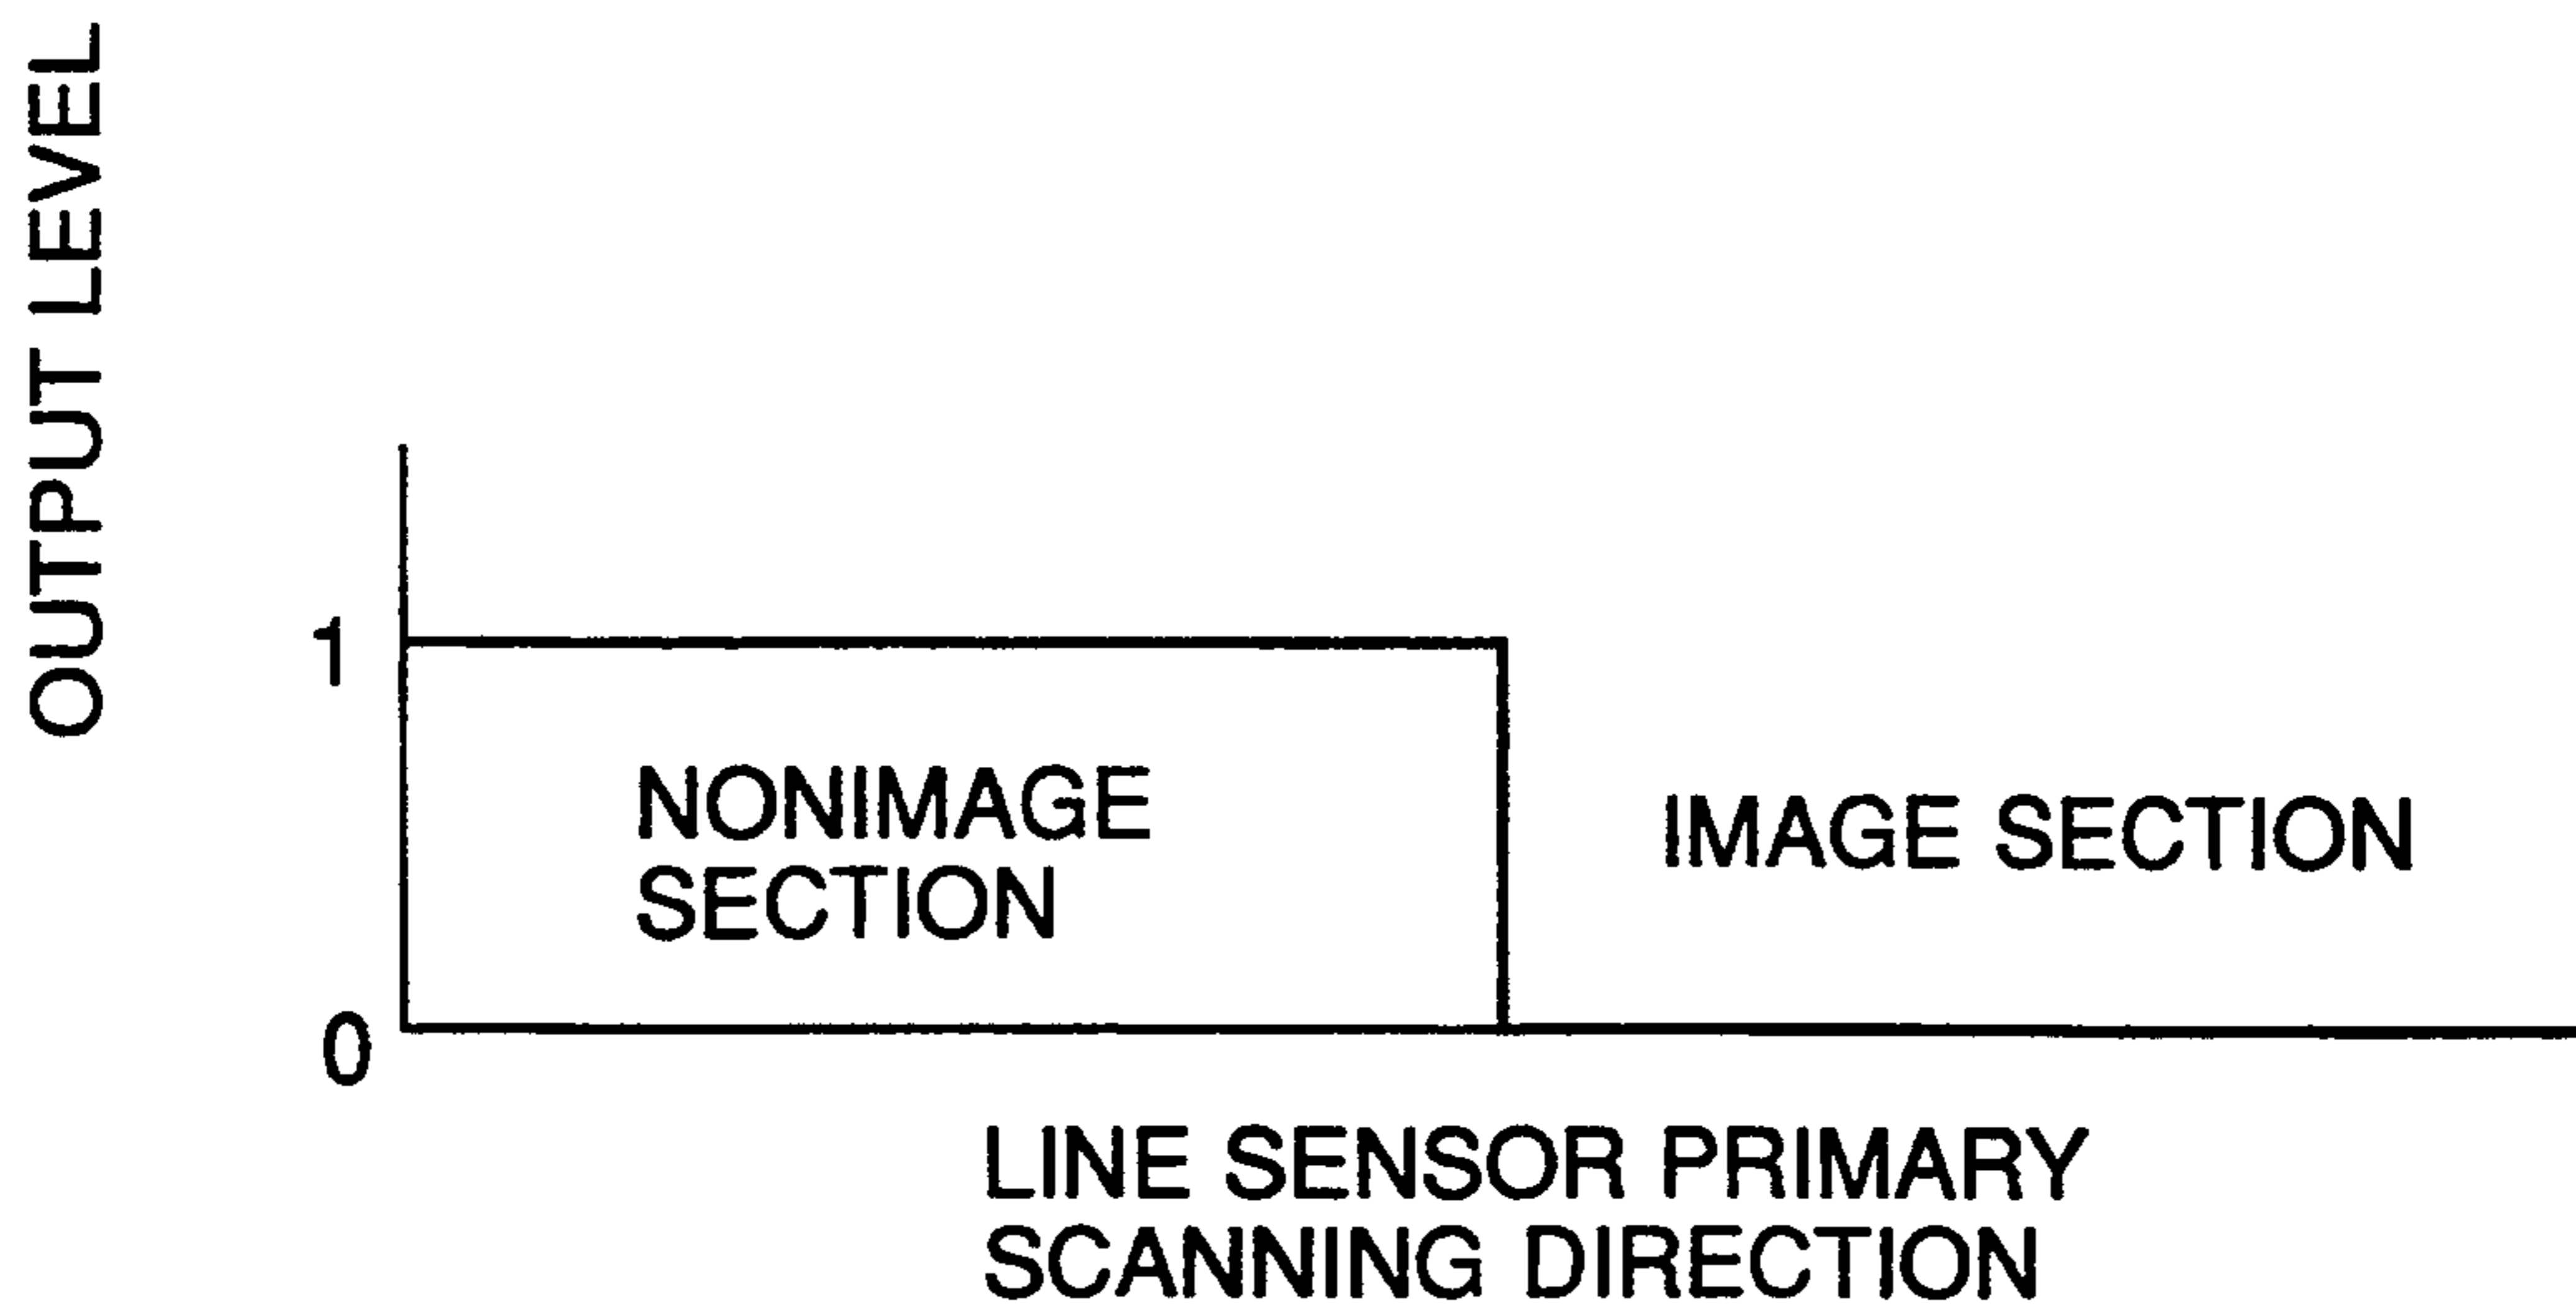 OUTPUT LEVEL
1
NONIMAGE
SECTION
IMAGE SECTION
0
LINE SENSOR PRIMARY
SCANNING DIRECTION